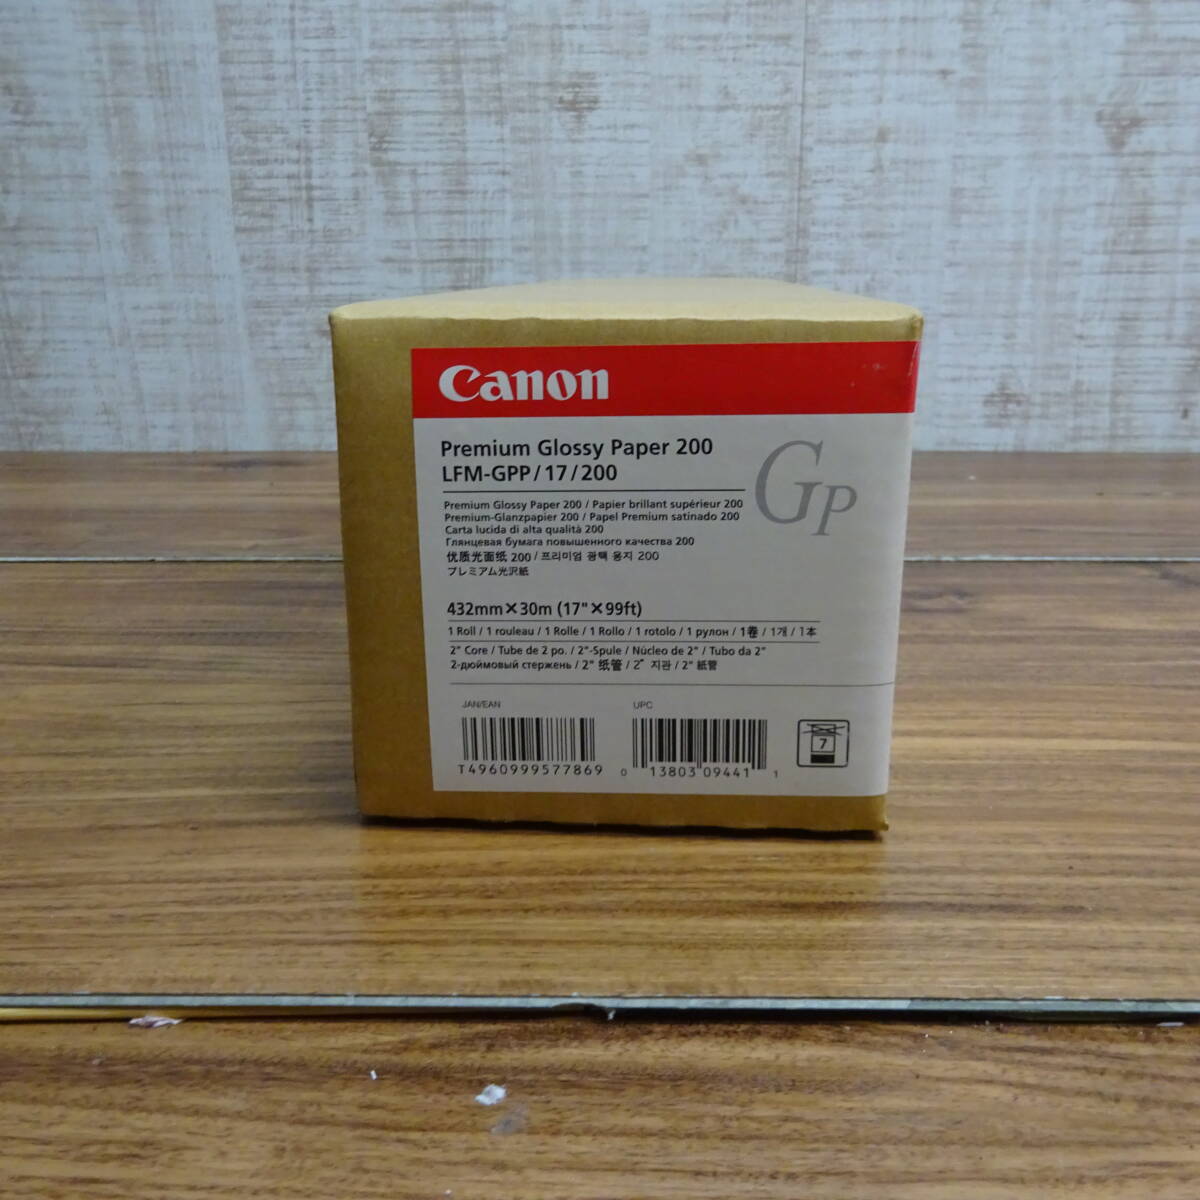 Canon
Premium Glossy Paper 200
LFM-GPP/17/200
GP
Premium Glossy Paper 200 / Papier brillant supérieur 200
Premium-Glanzpapier 200 / Papel Premium satinado 200
Carta lucida di alta qualità 200
Глянцевая бумага повышенного качества 200
优质光面纸 200 / 프리미엄 광택 용지 200
プレミアム光沢紙
432mm×30m (17"×99ft)
1 Roll / 1 rouleau / 1 Rolle / 1 Rollo / 1 rotolo / 1 рулон / 1卷 / 1개 / 1本
2" Core / Tube de 2 po. / 2"-Spule / Núcleo de 2" / Tubo da 2"
2-дюймовый стержень / 2" 纸管 / 2" 지관 / 2" 紙管
JAN/EAN UPC
T4960999577869 0 13803 09441 1
7